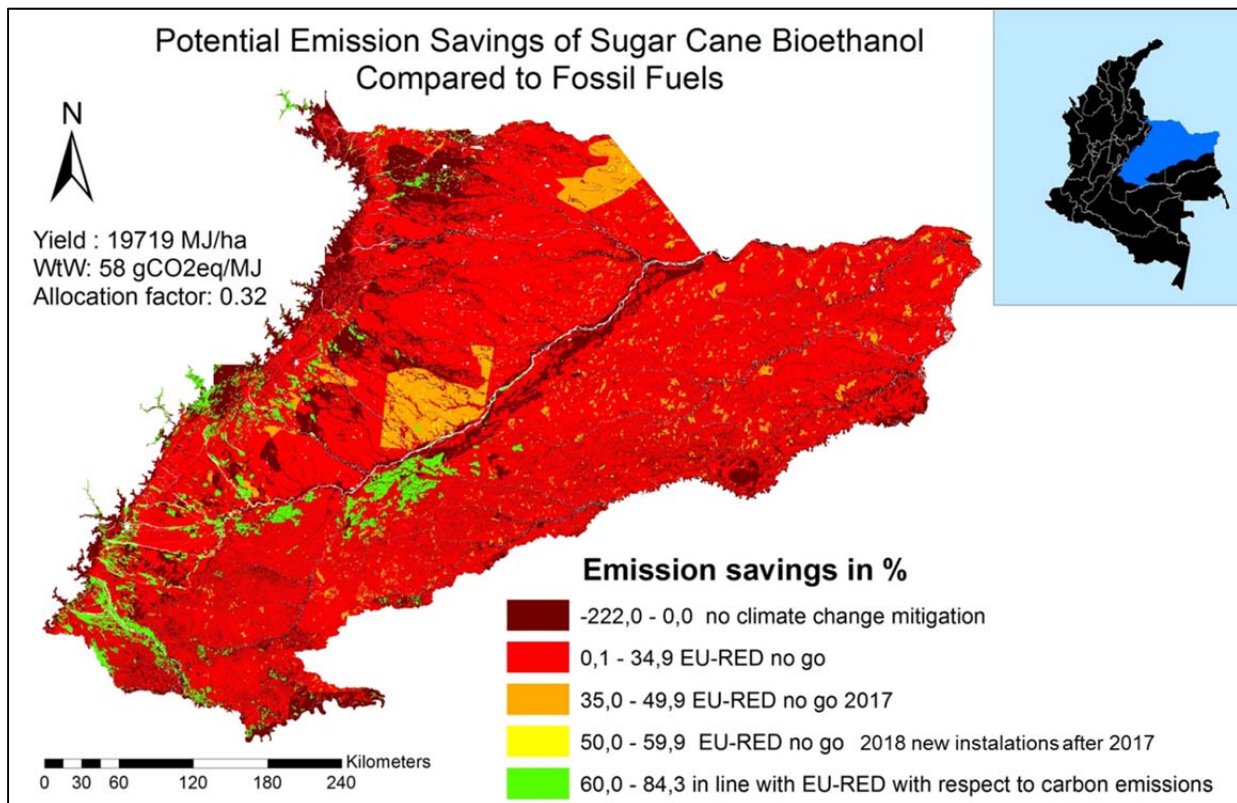 Potential Emission Savings of Sugar Cane Bioethanol
Compared to Fossil Fuels
N
Yield : 19719 MJ/ha
WtW: 58 gCO2eq/MJ
Allocation factor: 0.32
Emission savings in %
-222,0 - 0,0 no climate change mitigation
0,1 - 34,9 EU-RED no go
35,0 - 49,9 EU-RED no go 2017
50,0 - 59,9 EU-RED no go 2018 new instalations after 2017
60,0 - 84,3 in line with EU-RED with respect to carbon emissions
Kilometers
0 30 60 120 180 240